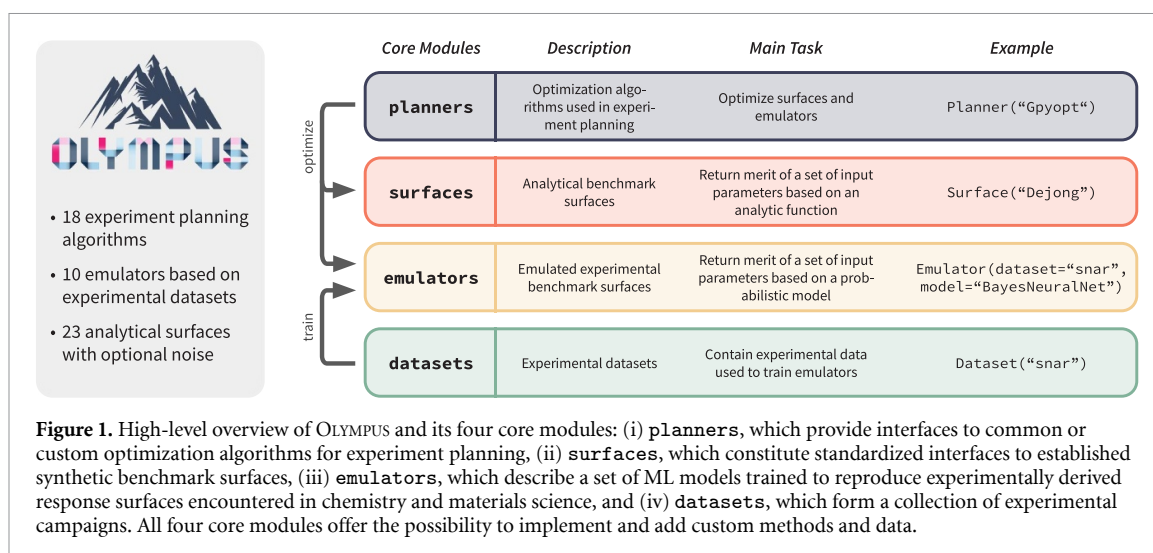 OLYMPUS
• 18 experiment planning
algorithms
• 10 emulators based on
experimental datasets
• 23 analytical surfaces
with optional noise
optimize
train
Core Modules Description Main Task Example
planners
Optimization algo-
rithms used in experi-
ment planning
Optimize surfaces and
emulators
Planner(“Gpyopt“)
surfaces
Analytical benchmark
surfaces
Return merit of a set of input
parameters based on an
analytic function
Surface(“Dejong”)
emulators
Emulated experimental
benchmark surfaces
Return merit of a set of input
parameters based on a prob-
abilistic model
Emulator(dataset=“snar”,
model=“BayesNeuralNet”)
datasets
Experimental datasets
Contain experimental data
used to train emulators
Dataset(“snar”)
Figure 1. High-level overview of OLYMPUS and its four core modules: (i) planners, which provide interfaces to common or
custom optimization algorithms for experiment planning, (ii) surfaces, which constitute standardized interfaces to established
synthetic benchmark surfaces, (iii) emulators, which describe a set of ML models trained to reproduce experimentally derived
response surfaces encountered in chemistry and materials science, and (iv) datasets, which form a collection of experimental
campaigns. All four core modules offer the possibility to implement and add custom methods and data.